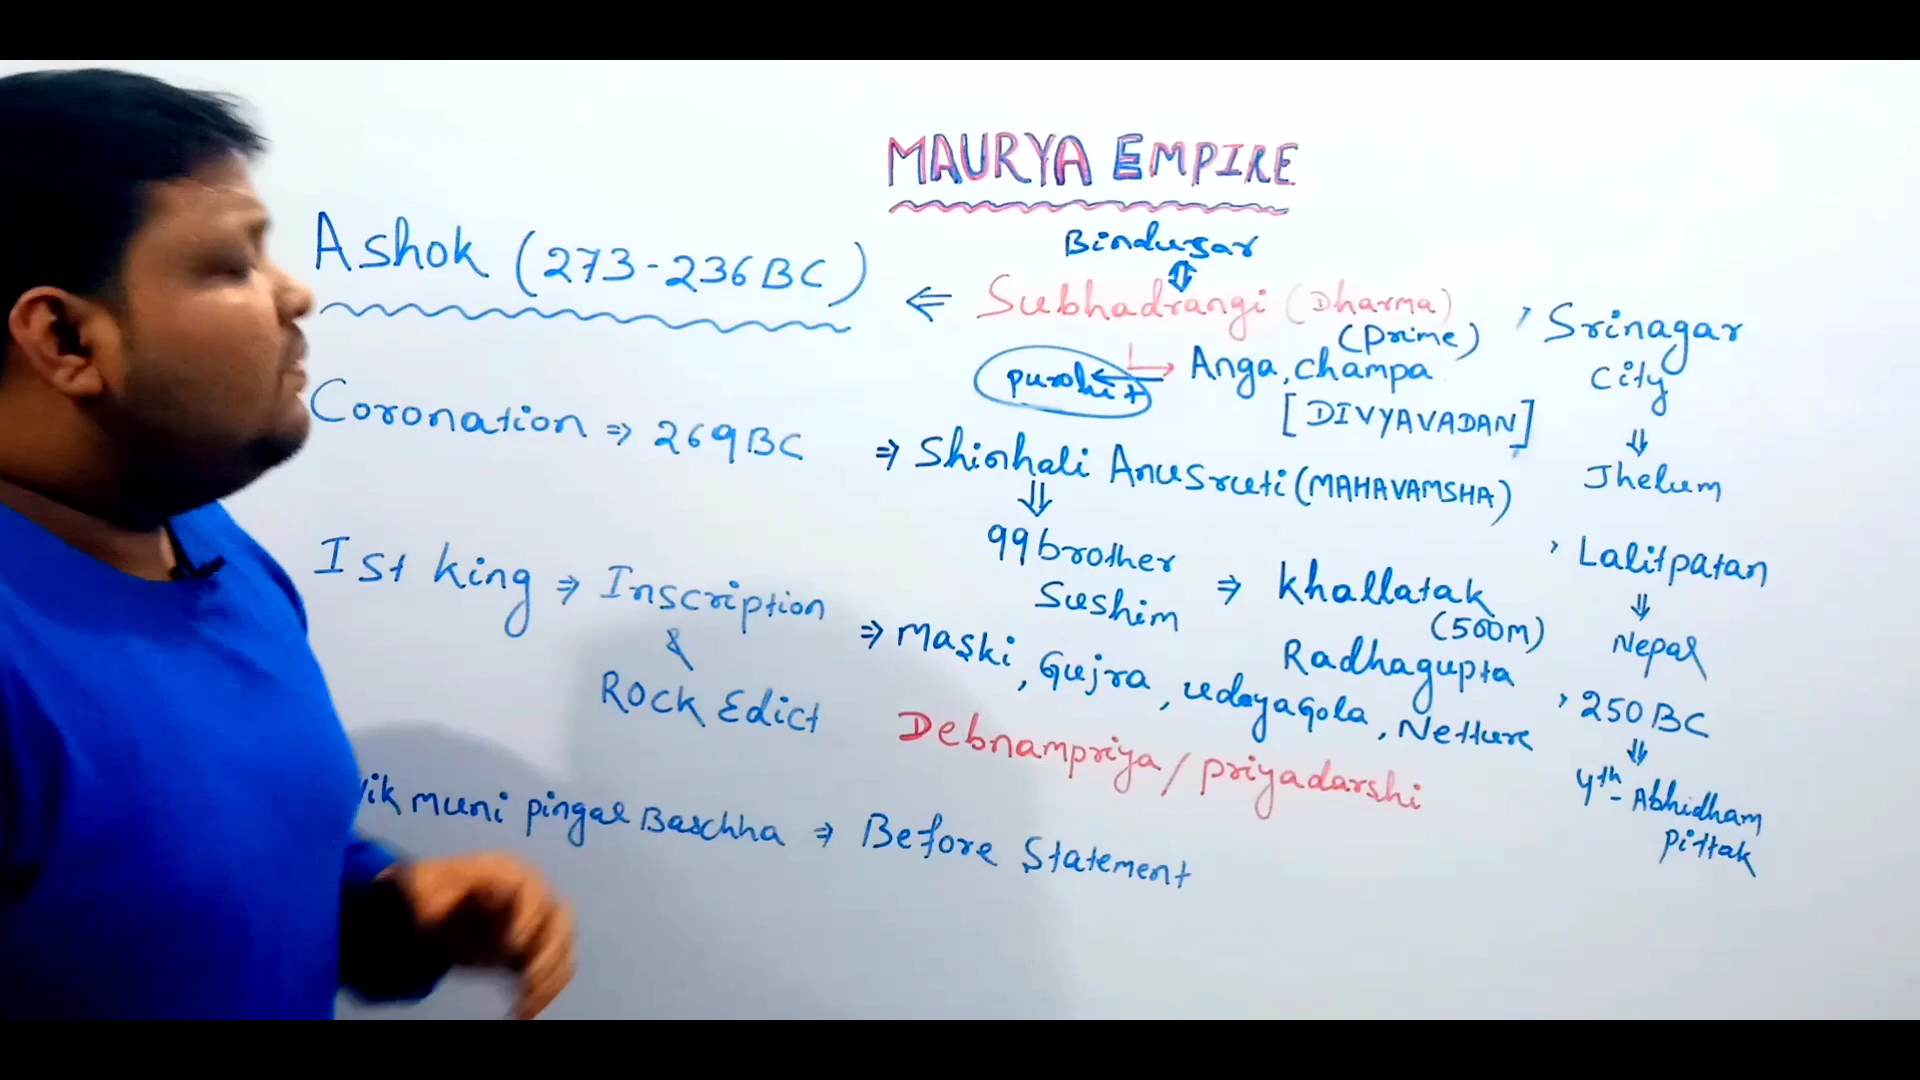 MAURYA EMPIRE
Bindusar
Ashok (273-236 BC)
⇐ Subhadrangi (Dharma)
(Prime)
purohit ← Anga, champa
[DIVYAVADAN]
Coronation ⇒ 269 BC
⇒ Shinhali Anusruti (MAHAVAMSHA)
⇓
99 brother
Sushim ⇒ Khallatak
(500m)
Radhagupta
Ist king ⇒ Inscription
&
ROCK Edict
⇒ Maski, Gujra, udayagola, Netture
Debnampriya / priyadarshi
vik muni pingal Baschha ⇒ Before Statement
Srinagar
City
⇓
Jhelum
Lalitpatan
⇓
Nepal
250 BC
⇓
4th - Abhidham
Pittak